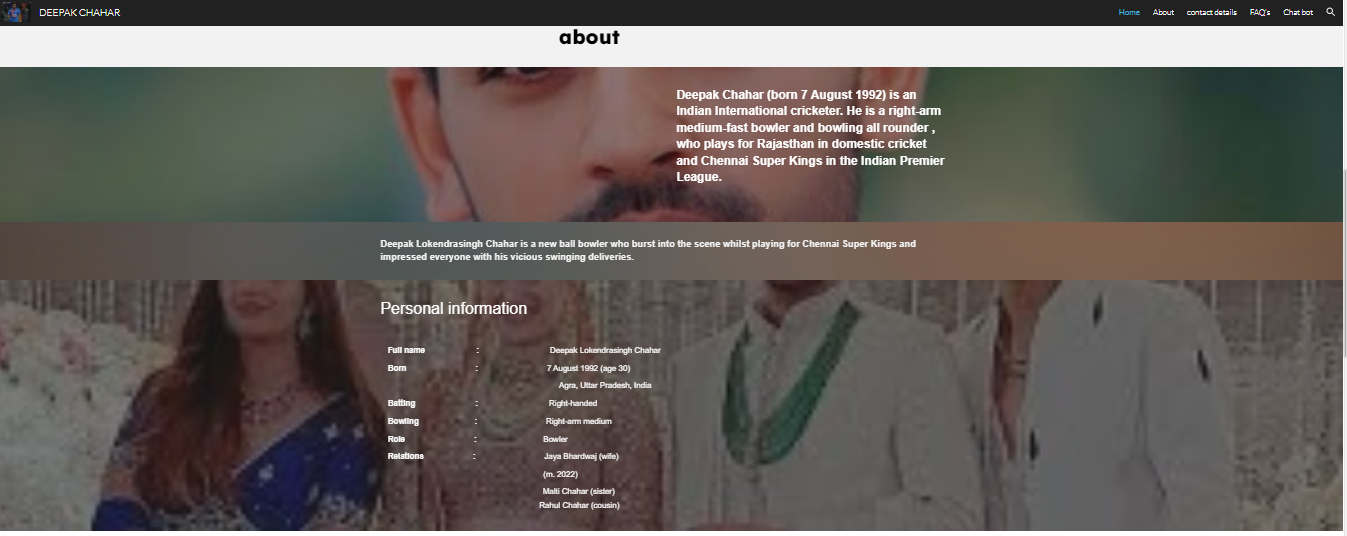 DEEPAK CHAHAR
Home About contact details FAQ's Chat bot
about
Deepak Chahar (born 7 August 1992) is an
Indian International cricketer. He is a right-arm
medium-fast bowler and bowling all rounder ,
who plays for Rajasthan in domestic cricket
and Chennai Super Kings in the Indian Premier
League.
Deepak Lokendrasingh Chahar is a new ball bowler who burst into the scene whilst playing for Chennai Super Kings and
impressed everyone with his vicious swinging deliveries.
Personal information
Full name : Deepak Lokendrasingh Chahar
Born : 7 August 1992 (age 30)
Agra, Uttar Pradesh, India
Batting : Right-handed
Bowling : Right-arm medium
Role : Bowler
Relations : Jaya Bhardwaj (wife)
(m. 2022)
Malti Chahar (sister)
Rahul Chahar (cousin)